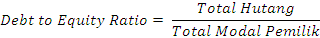 Debt to Equity Ratio = Total Hutang / Total Modal Pemilik